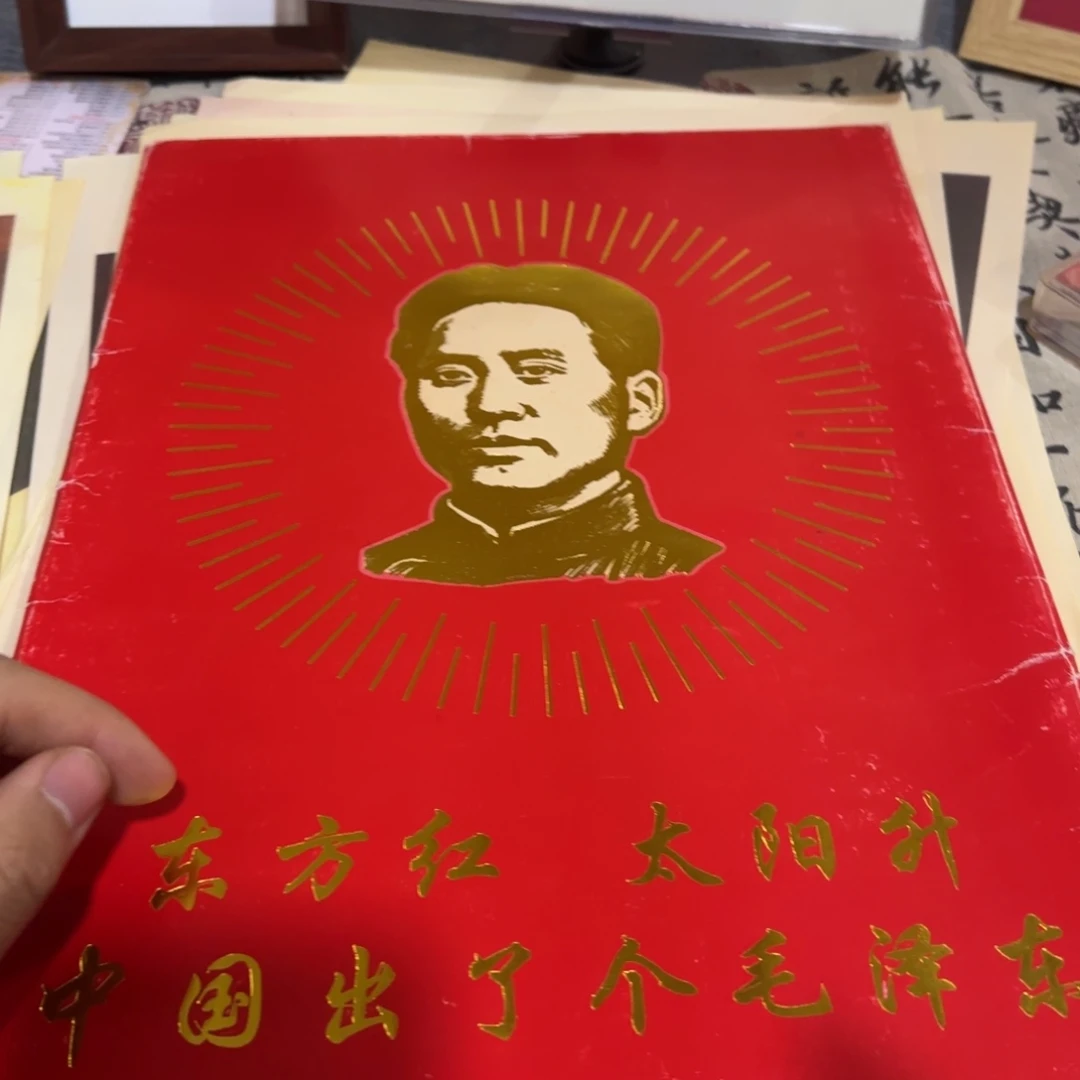 东方红 太阳升
中国出了个毛泽东